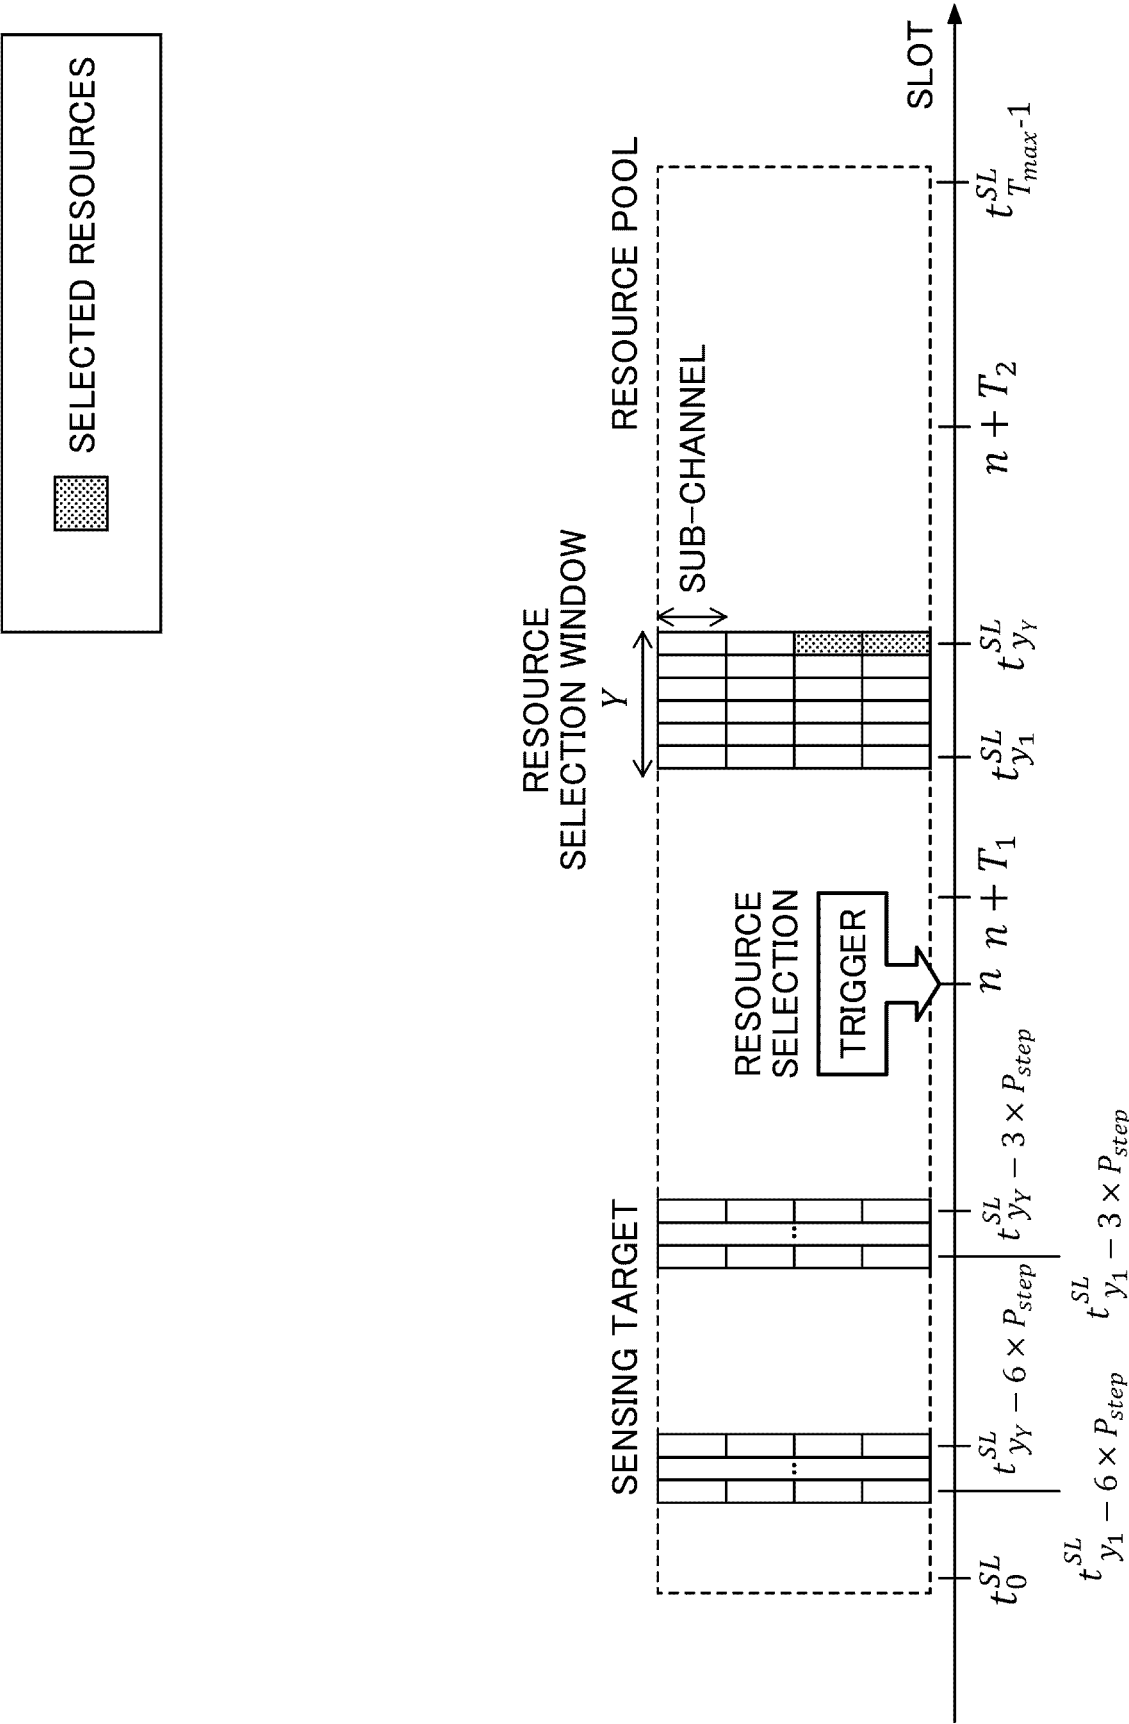 SELECTED RESOURCES
RESOURCE
SELECTION WINDOW
Y
SENSING TARGET
RESOURCE POOL
SUB-CHANNEL
RESOURCE
SELECTION
TRIGGER
SLOT
t_0^{SL}
t_{y_Y}^{SL} − 6 × P_{step}
t_{y_Y}^{SL} − 3 × P_{step}
n
n + T_1
t_{y_1}^{SL}
t_{y_Y}^{SL}
n + T_2
t_{T_{max}-1}^{SL}
t_{y_1}^{SL} − 6 × P_{step}
t_{y_1}^{SL} − 3 × P_{step}